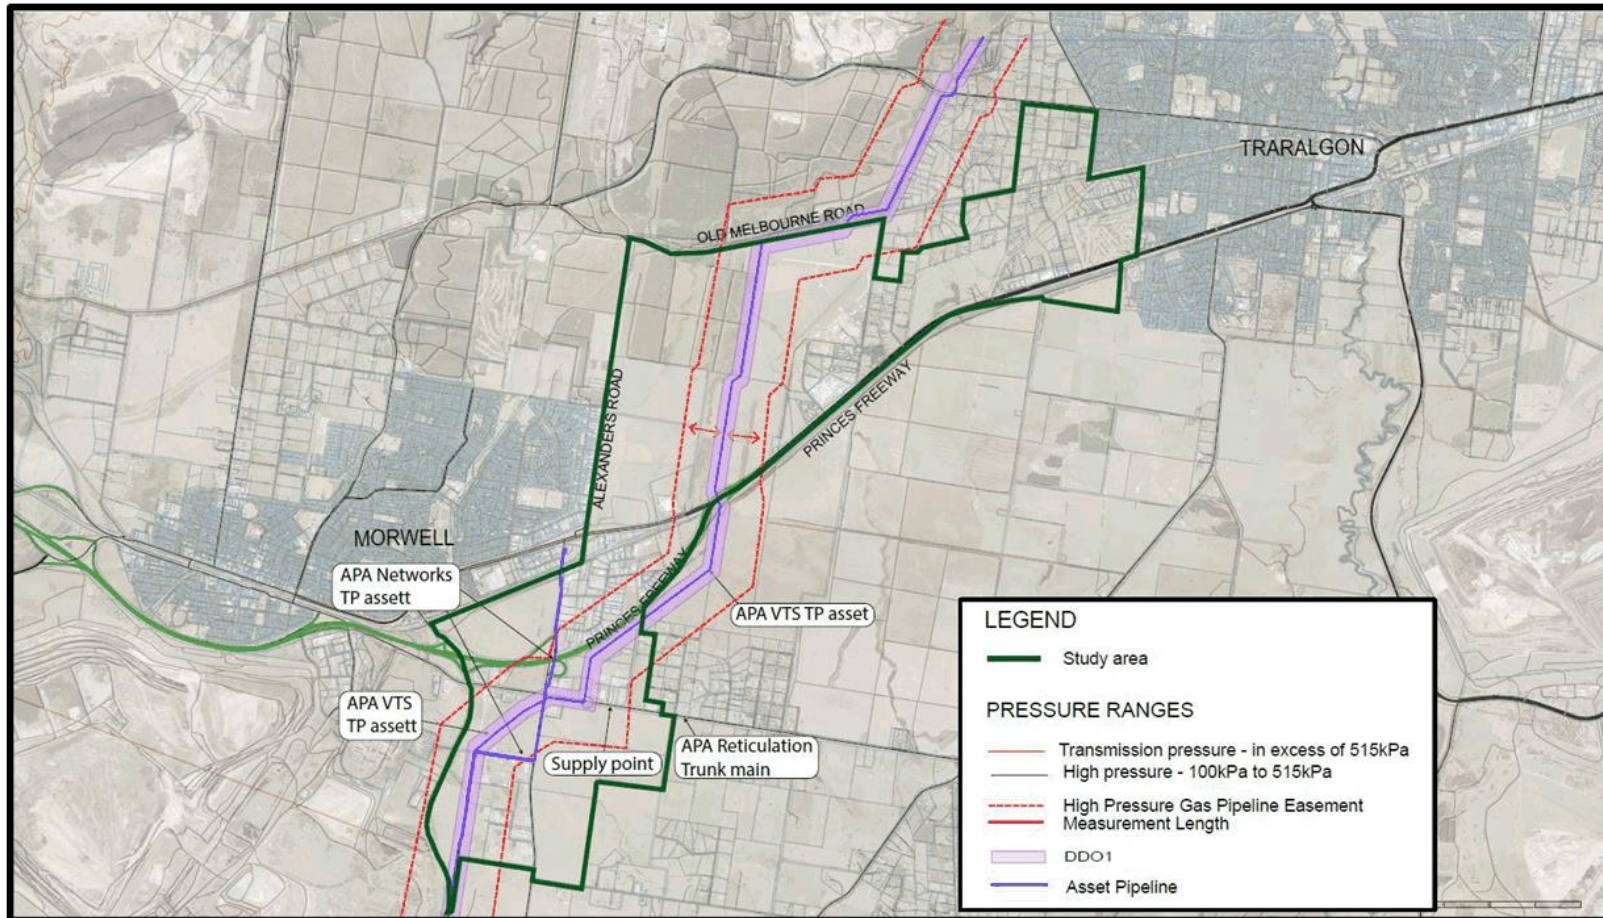 TRARALGON
OLD MELBOURNE ROAD
ALEXANDERS ROAD
PRINCES FREEWAY
MORWELL
APA Networks
TP assett
PRINCES FREEWAY
APA VTS TP asset
APA VTS
TP assett
Supply point
APA Reticulation
Trunk main
LEGEND
Study area
PRESSURE RANGES
Transmission pressure - in excess of 515kPa
High pressure - 100kPa to 515kPa
High Pressure Gas Pipeline Easement
Measurement Length
DDO1
Asset Pipeline